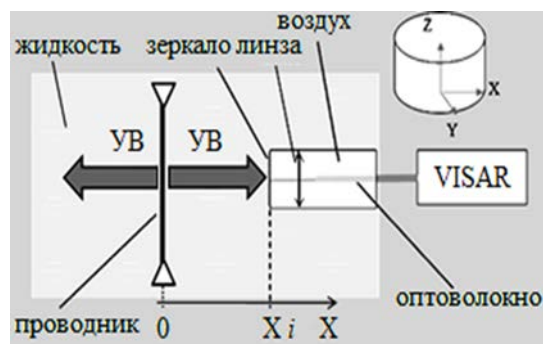 воздух
жидкость
зеркало линза
Z
X
Y
УВ УВ
VISAR
оптоволокно
проводник 0 X i X